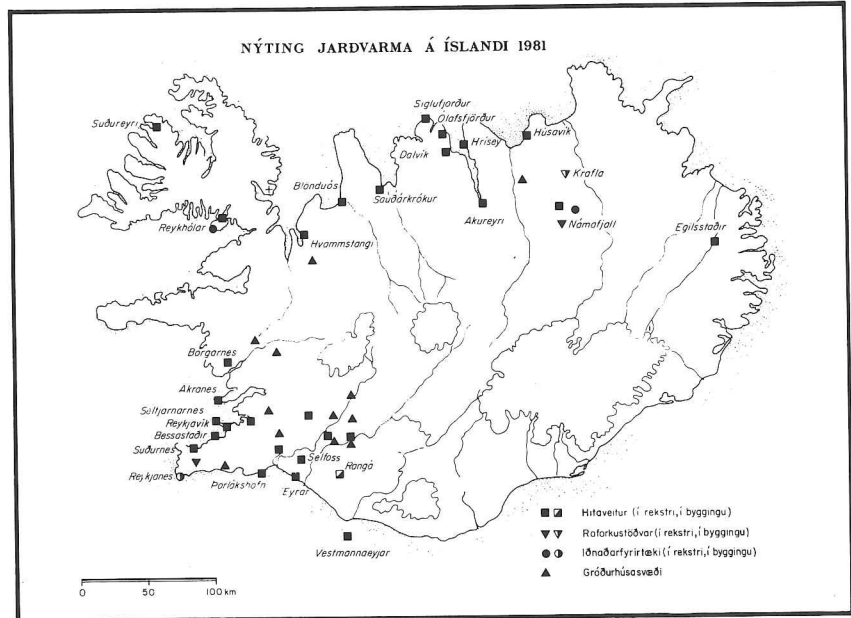 NÝTING JARÐVARMA Á ÍSLANDI 1981
Siglufjörður
Ólafsfjörður
Suðureyri
Hrísey
Húsavík
Dalvík
Krafla
Blönduós
Sauðárkrókur
Akureyri
Reykhólar
Námafjall
Egilsstaðir
Hvammstangi
Borgarnes
Akranes
Seltjarnarnes
Reykjavík
Bessastaðir
Suðurnes
Selfoss
Rangá
Reykjanes
Þorlákshöfn
Eyrar
Vestmannaeyjar
Hitaveitur (í rekstri, í byggingu)
Raforkustöðvar (í rekstri, í byggingu)
Iðnaðarfyrirtæki (í rekstri, í byggingu)
Gróðurhúsasvæði
0 50 100 km